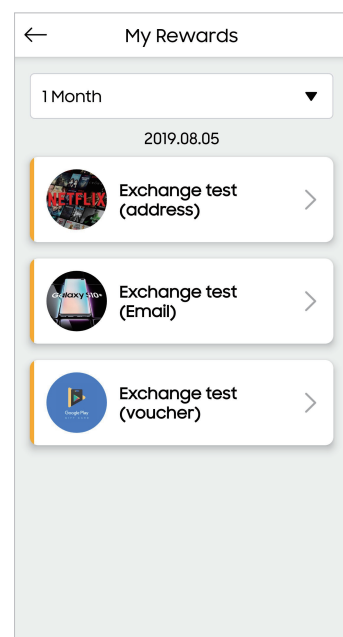 My Rewards
1 Month
2019.08.05
NETFLIX
Exchange test
(address)
Galaxy S10+
Exchange test
(Email)
Google Play
Exchange test
(voucher)